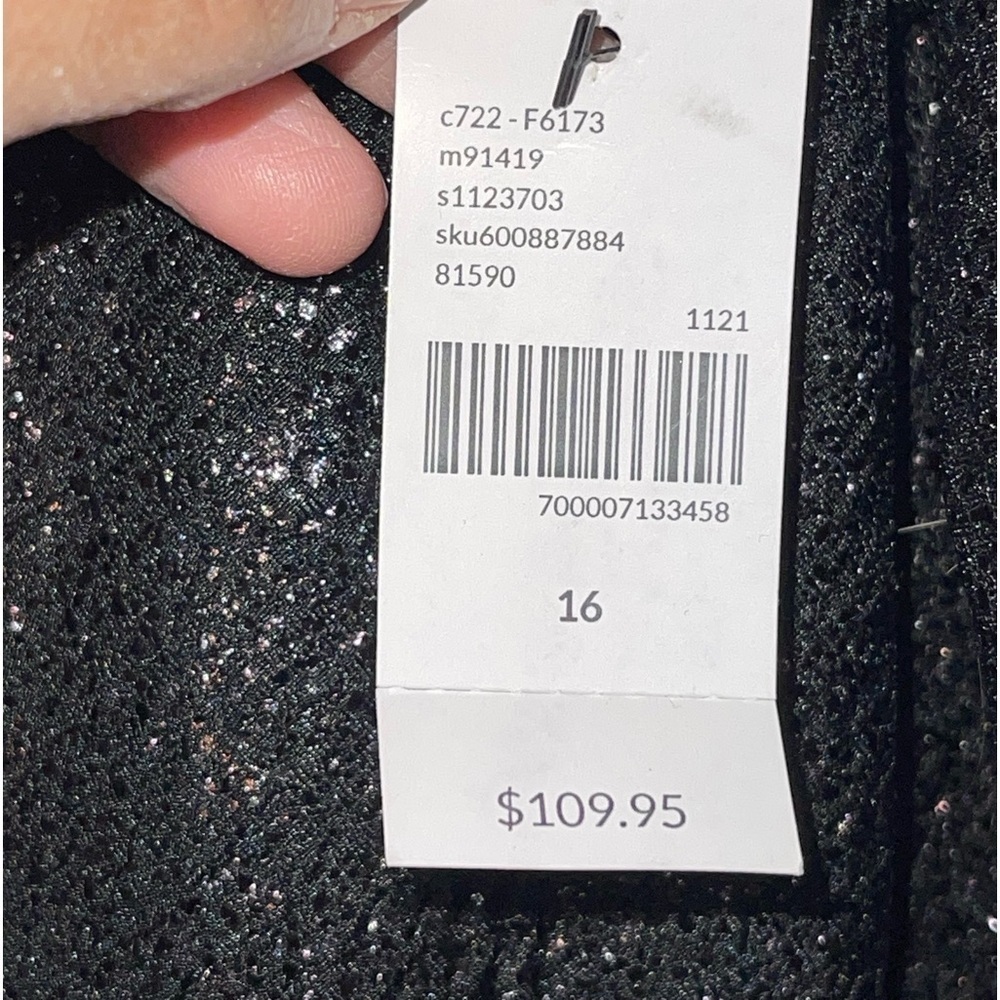 c722 - F6173
m91419
s1123703
sku600887884
81590
1121
700007133458
16
$109.95